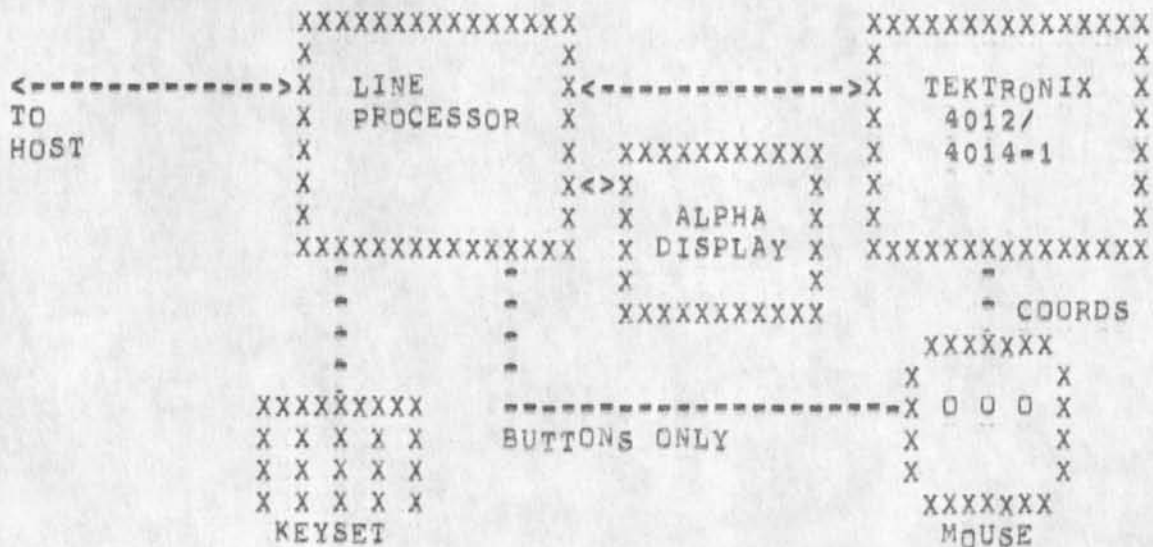 LINE PROCESSOR
TO HOST
TEKTRONIX 4012/ 4014-1
ALPHA DISPLAY
COORDS
O O O
BUTTONS ONLY
KEYSET
MOUSE